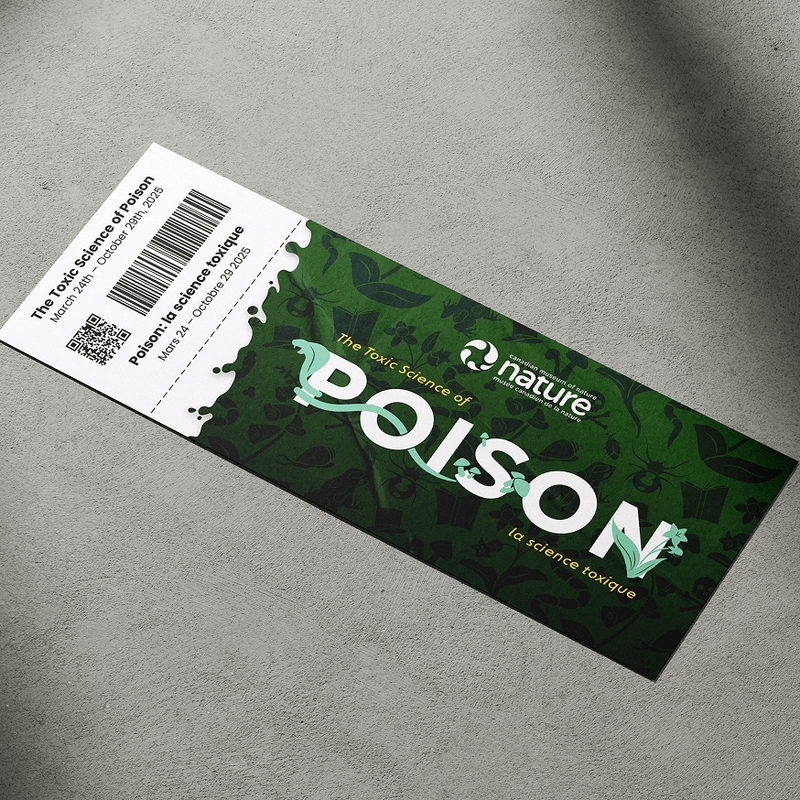 The Toxic Science of Poison
March 24th – October 29th, 2025
Poison: la science toxique
Mars 24 – Octobre 29 2025
canadian museum of nature
nature
musée canadien de la nature
The Toxic Science of
POISON
la science toxique